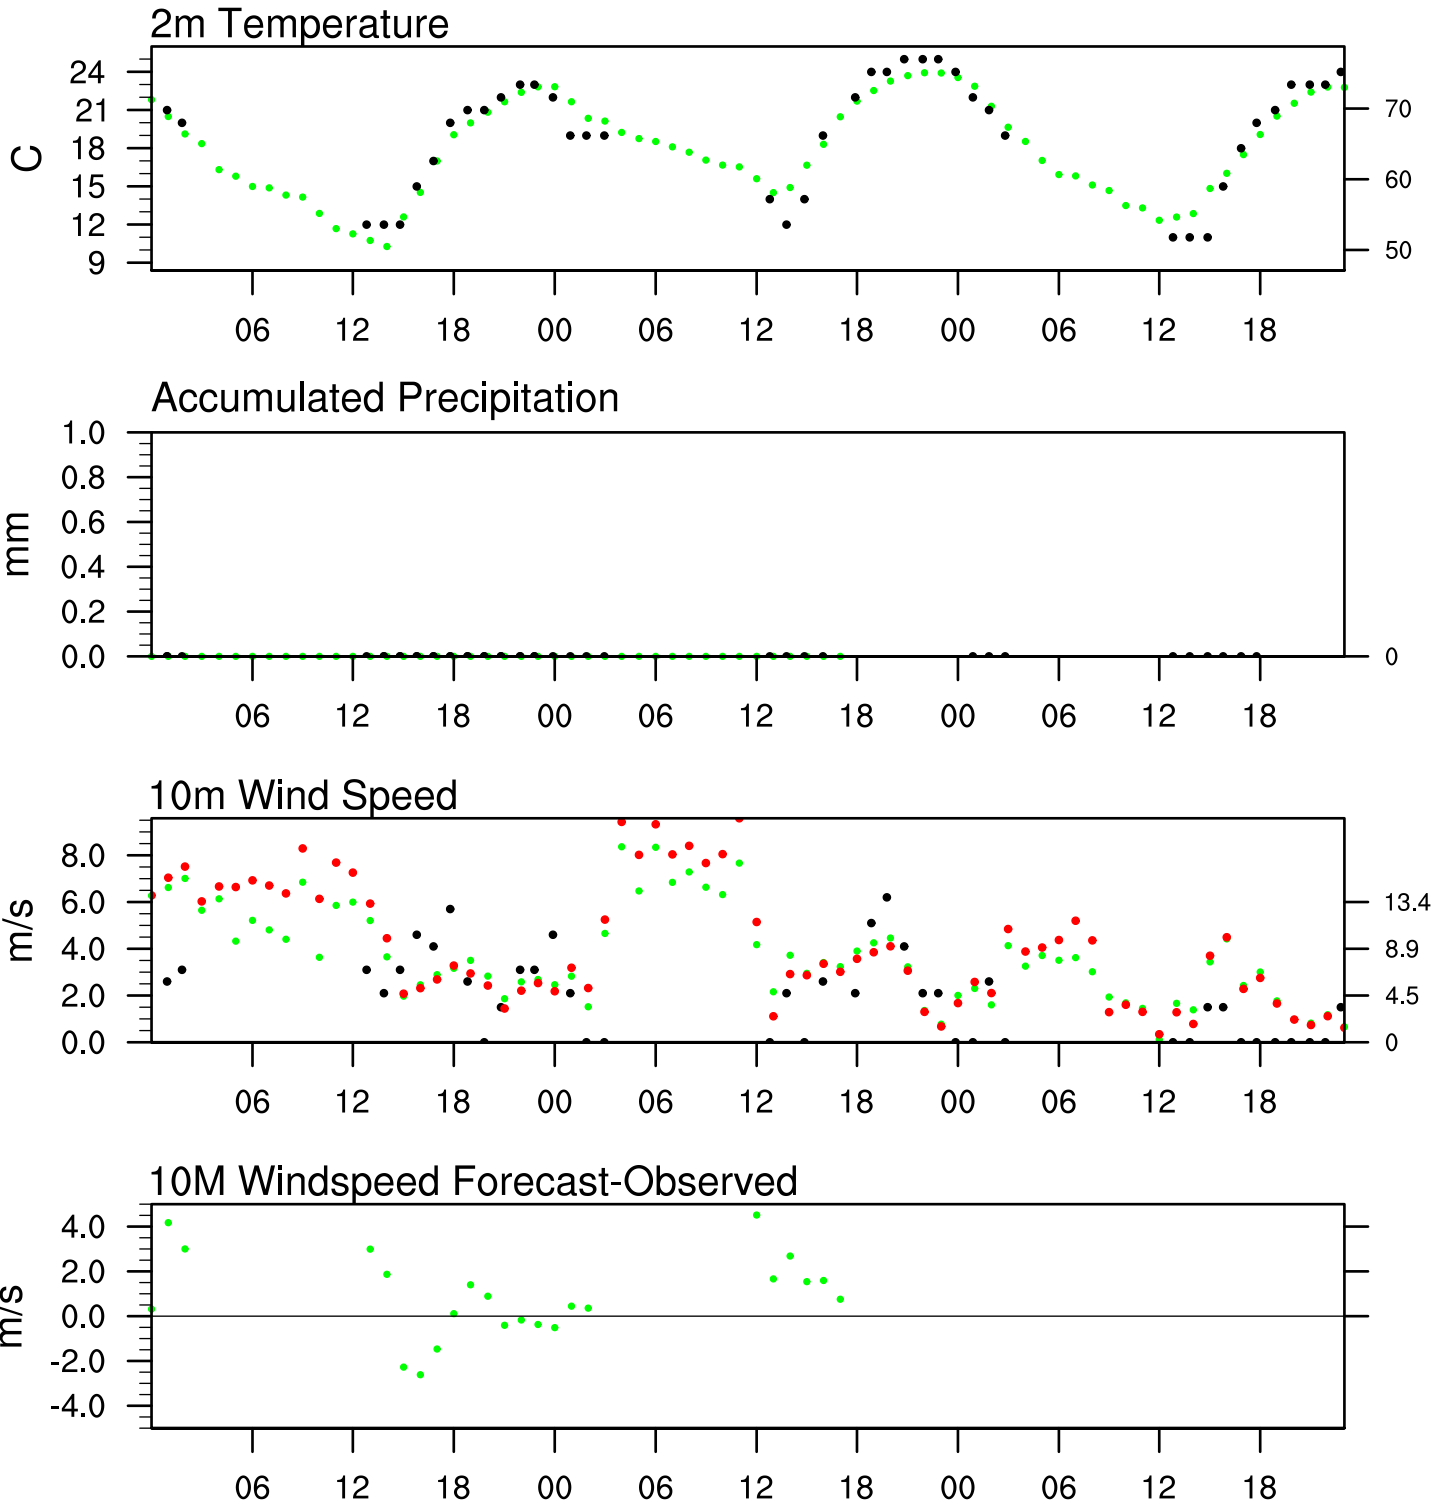 2m Temperature
24
21
18
15
12
9
C
70
60
50
06 12 18 00 06 12 18 00 06 12 18
Accumulated Precipitation
1.0
0.8
0.6
0.4
0.2
0.0
mm
0
06 12 18 00 06 12 18 00 06 12 18
10m Wind Speed
8.0
6.0
4.0
2.0
0.0
m/s
13.4
8.9
4.5
0
06 12 18 00 06 12 18 00 06 12 18
10M Windspeed Forecast-Observed
4.0
2.0
0.0
-2.0
-4.0
m/s
06 12 18 00 06 12 18 00 06 12 18